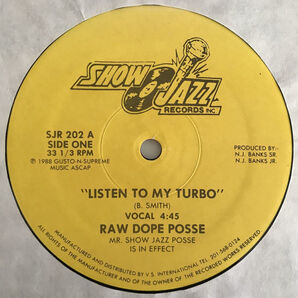 SHOW JAZZ
RECORDS INC.
SJR 202 A
SIDE ONE
33 1/3 RPM
℗ 1988 GUSTO-N-SUPREME
MUSIC ASCAP
PRODUCED BY:-
N.J. BANKS SR.
N.J. BANKS JR.
"LISTEN TO MY TURBO"
(B. SMITH)
VOCAL 4:45
RAW DOPE POSSE
MR. SHOW JAZZ POSSE
IS IN EFFECT
MANUFACTURED AND DISTRIBUTED BY V.S. INTERNATIONAL TEL. NO. 201-568-0124
ALL RIGHTS OF THE MANUFACTURER AND OF THE OWNER OF THE RECORDED WORKS RESERVED